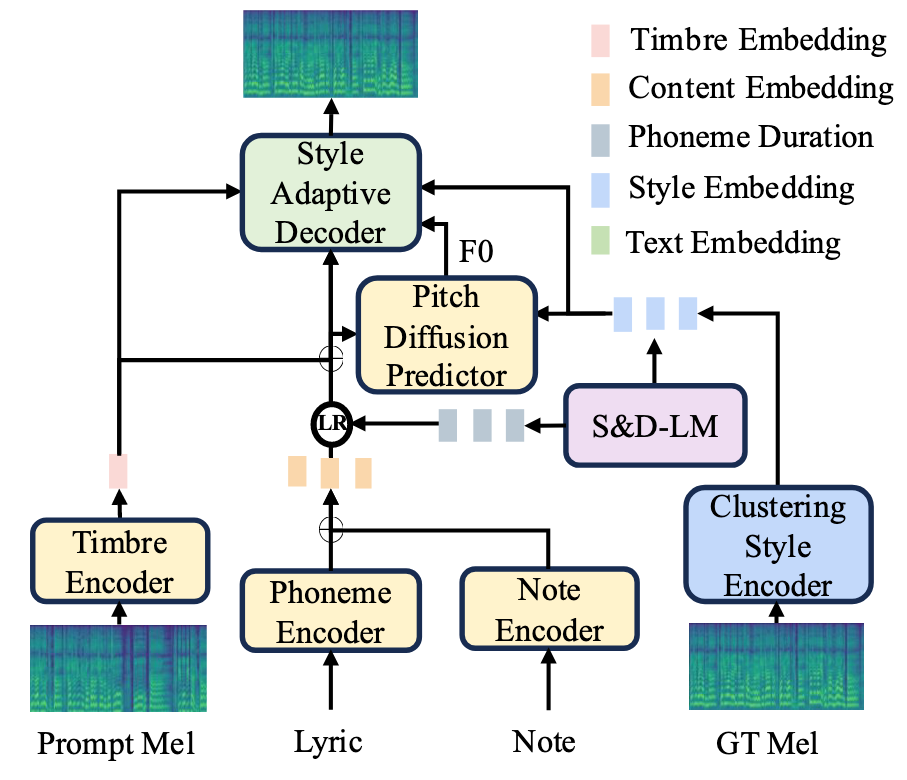 Timbre Embedding
Content Embedding
Phoneme Duration
Style Embedding
Text Embedding
Style
Adaptive
Decoder
F0
Pitch
Diffusion
Predictor
LR
S&D-LM
Timbre
Encoder
Phoneme
Encoder
Note
Encoder
Clustering
Style
Encoder
Prompt Mel
Lyric
Note
GT Mel